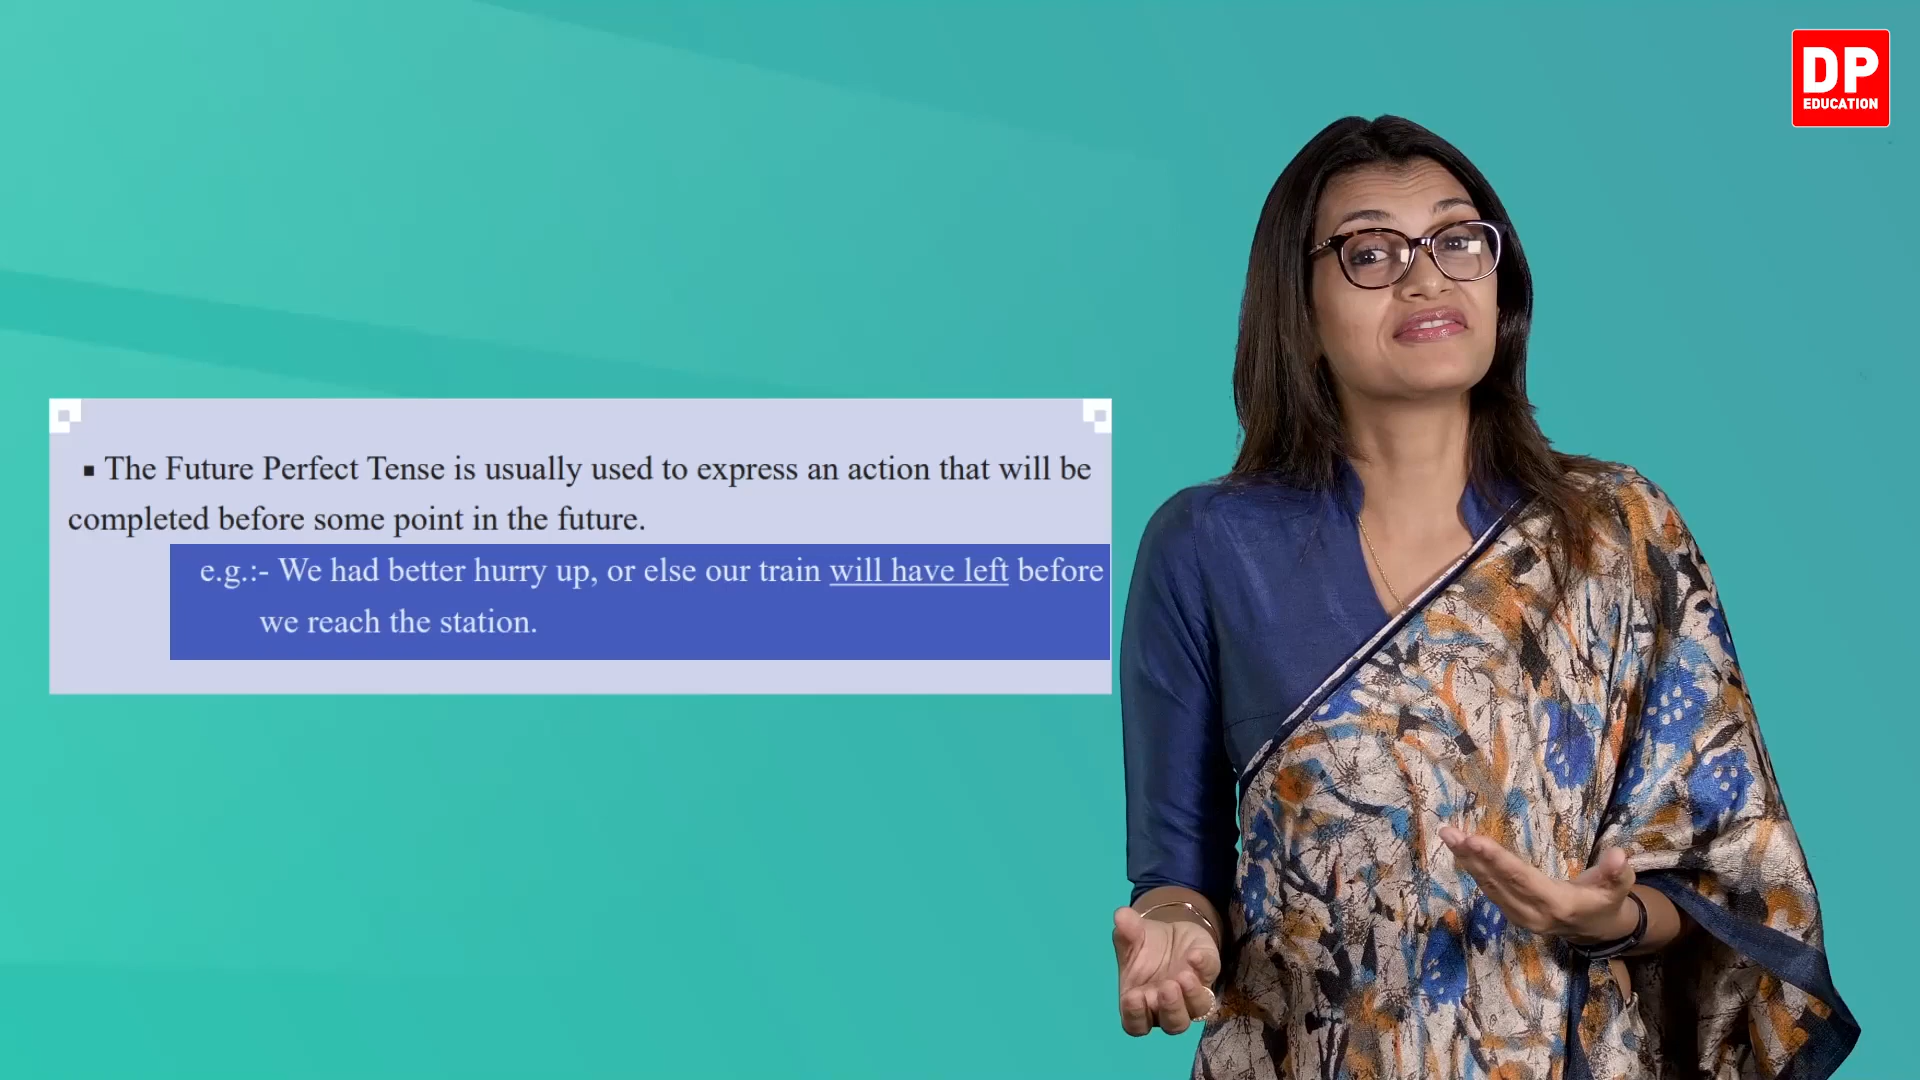 DP
EDUCATION
▪ The Future Perfect Tense is usually used to express an action that will be
completed before some point in the future.
e.g.:- We had better hurry up, or else our train will have left before
we reach the station.